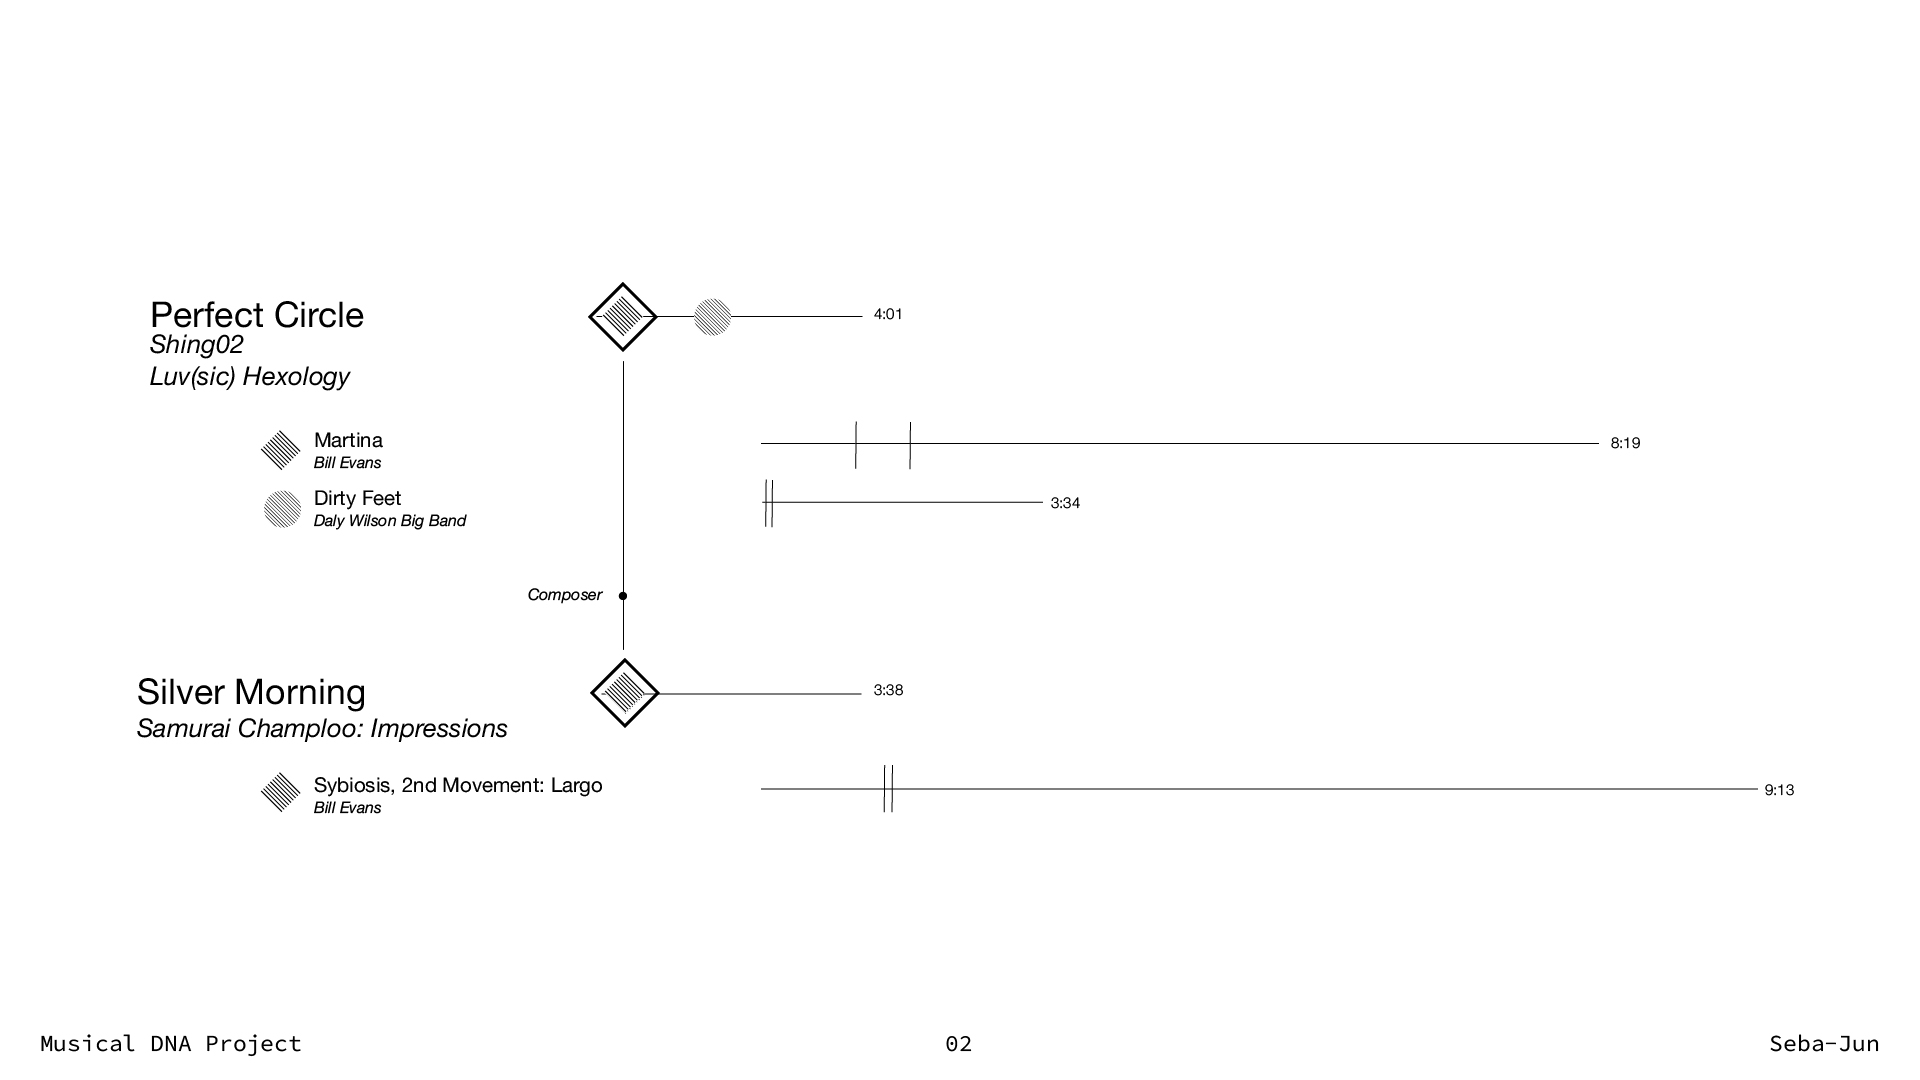 Perfect Circle
4:01
Shing02
Luv(sic) Hexology
Martina
Bill Evans
8:19
Dirty Feet
Daly Wilson Big Band
3:34
Composer
Silver Morning
3:38
Samurai Champloo: Impressions
Sybiosis, 2nd Movement: Largo
Bill Evans
9:13
Musical DNA Project
02
Seba-Jun